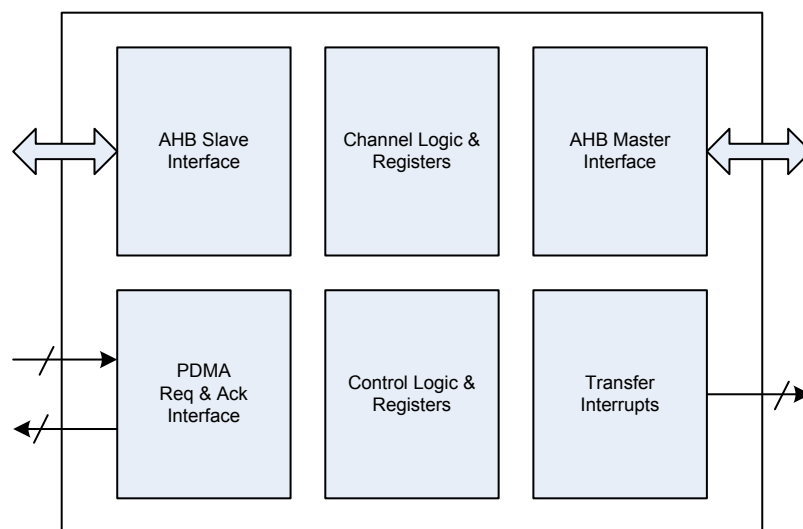 AHB Slave
Interface
Channel Logic &
Registers
AHB Master
Interface
PDMA
Req & Ack
Interface
Control Logic &
Registers
Transfer
Interrupts